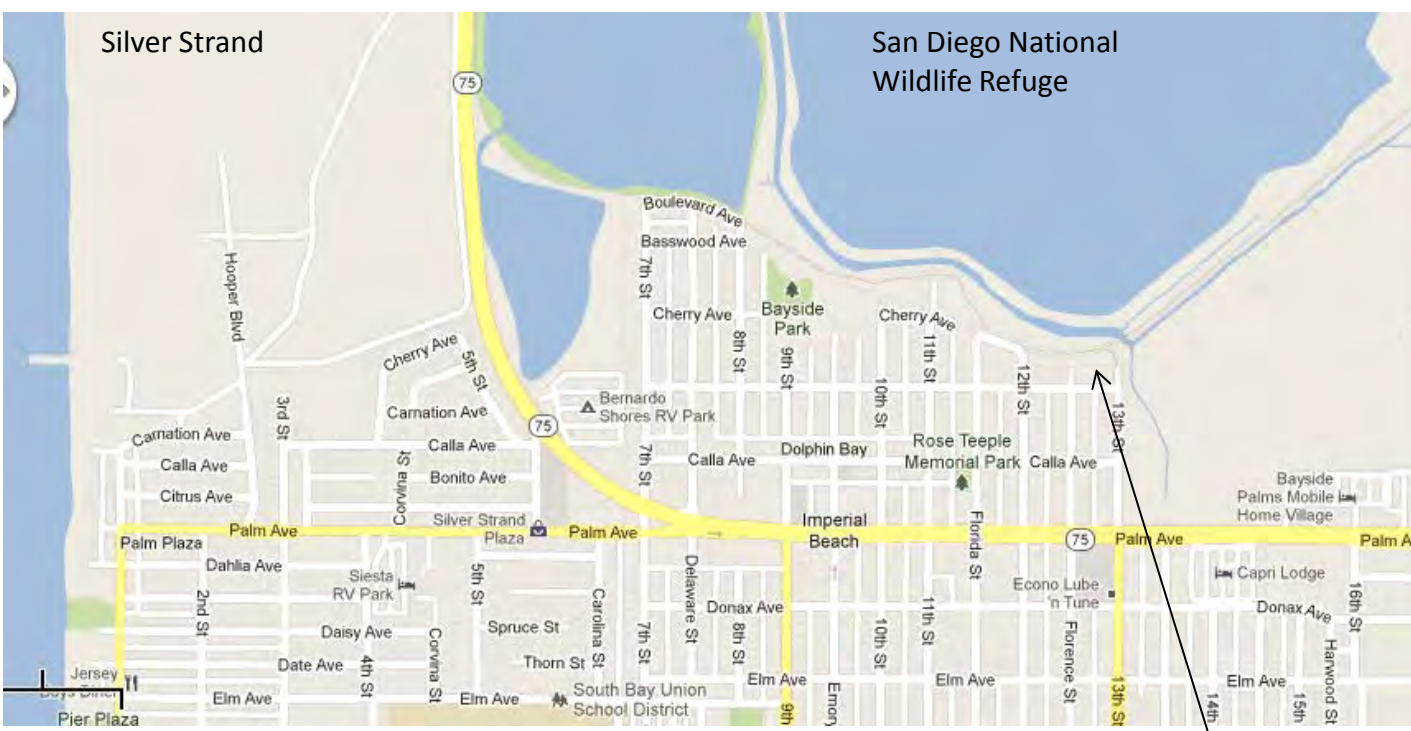 Silver Strand
San Diego National
Wildlife Refuge
75
Boulevard Ave
Basswood Ave
7th St
Hooper Blvd
Cherry Ave
Bayside
Park
Cherry Ave
8th St
9th St
11th St
Cherry Ave
5th St
12th St
10th St
3rd St
Bernardo
Shores RV Park
13th St
Carnation Ave
75
Carnation Ave
Calla Ave
7th St
Dolphin Bay
Rose Teeple
Memorial Park
Calla Ave
Calla Ave
Calla Ave
Corvina St
Bonito Ave
Bayside
Palms Mobile
Home Village
Citrus Ave
Silver Strand
Plaza
Imperial
Beach
Florida St
Palm Ave
Palm Ave
75
Palm Ave
Palm A
Palm Plaza
Dahlia Ave
Siesta
RV Park
5th St
Delaware St
Capri Lodge
Econo Lube
'n Tune
2nd St
Carolina St
Donax Ave
Donax Ave
16th St
Daisy Ave
Corvina St
Spruce St
7th St
8th St
10th St
11th St
Florence St
Harwood St
Date Ave
4th St
Thorn St
Jersey
Boys Diner
Elm Ave
Elm Ave
South Bay Union
School District
Elm Ave
Elm Ave
Elm Ave
Pier Plaza
9th
Emory
13th St
14th
15th